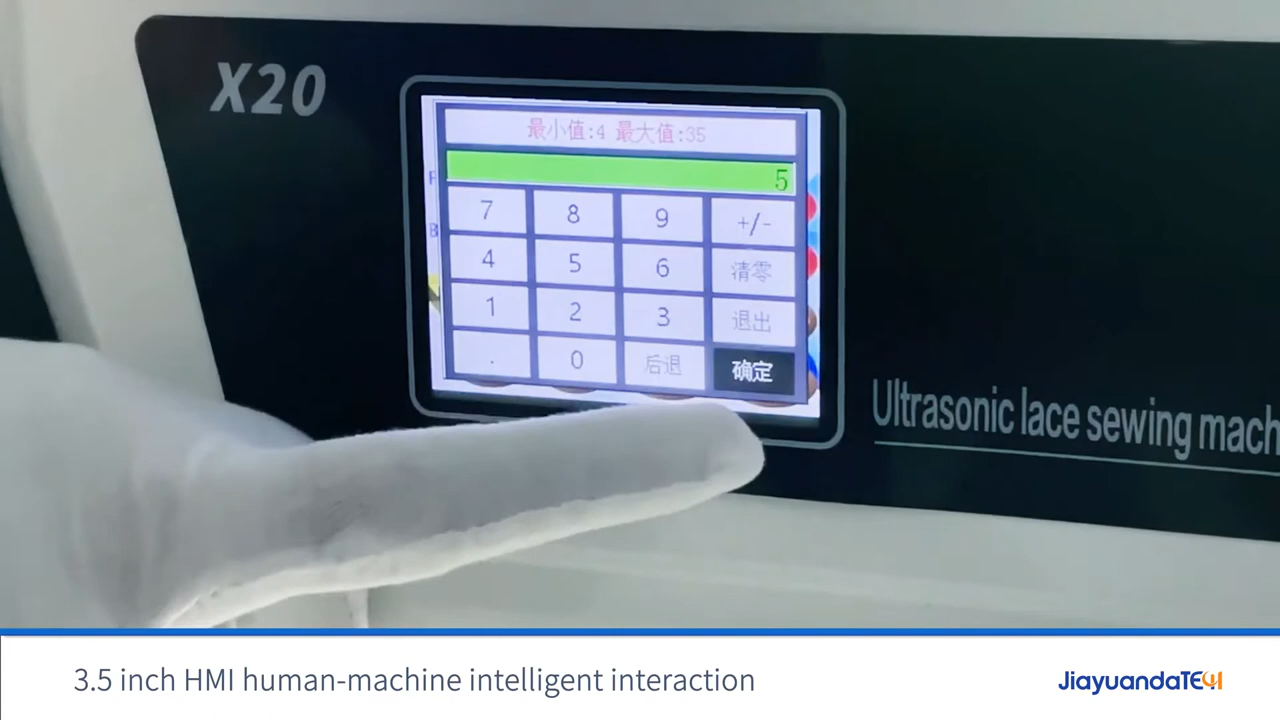 X20
最小值:4 最大值:35
5
7 8 9 +/-
4 5 6 清零
1 2 3 退出
. 0 后退 确定
Ultrasonic lace sewing mach
3.5 inch HMI human-machine intelligent interaction
JiayuandaTECH